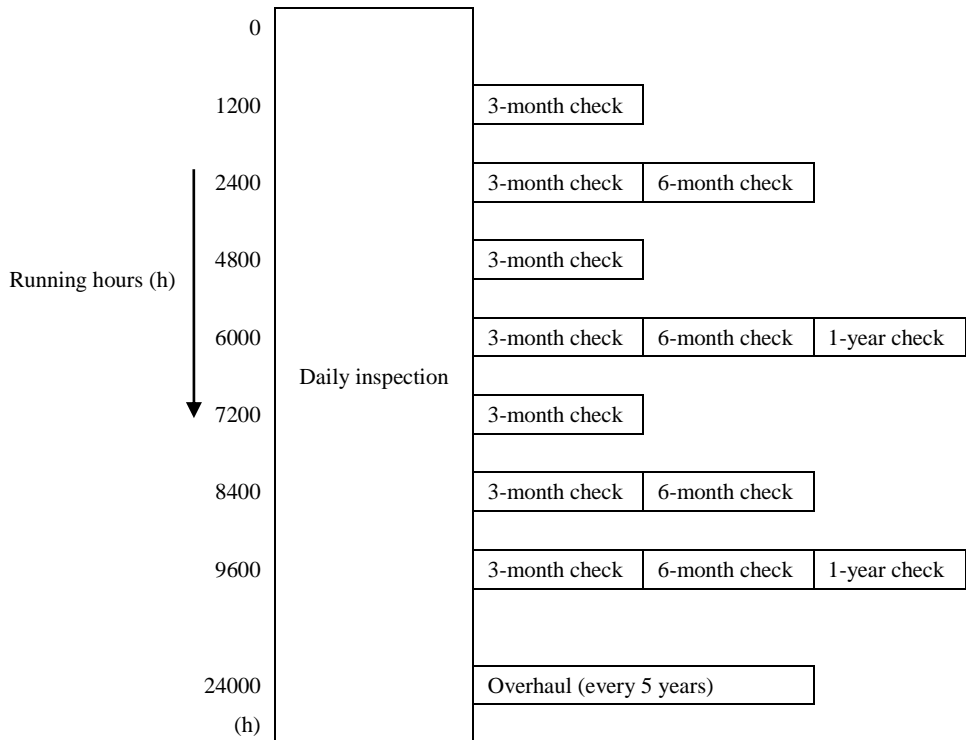 0
1200 3-month check
2400 3-month check 6-month check
4800 3-month check
Running hours (h)
6000 3-month check 6-month check 1-year check
Daily inspection
7200 3-month check
8400 3-month check 6-month check
9600 3-month check 6-month check 1-year check
24000 Overhaul (every 5 years)
(h)